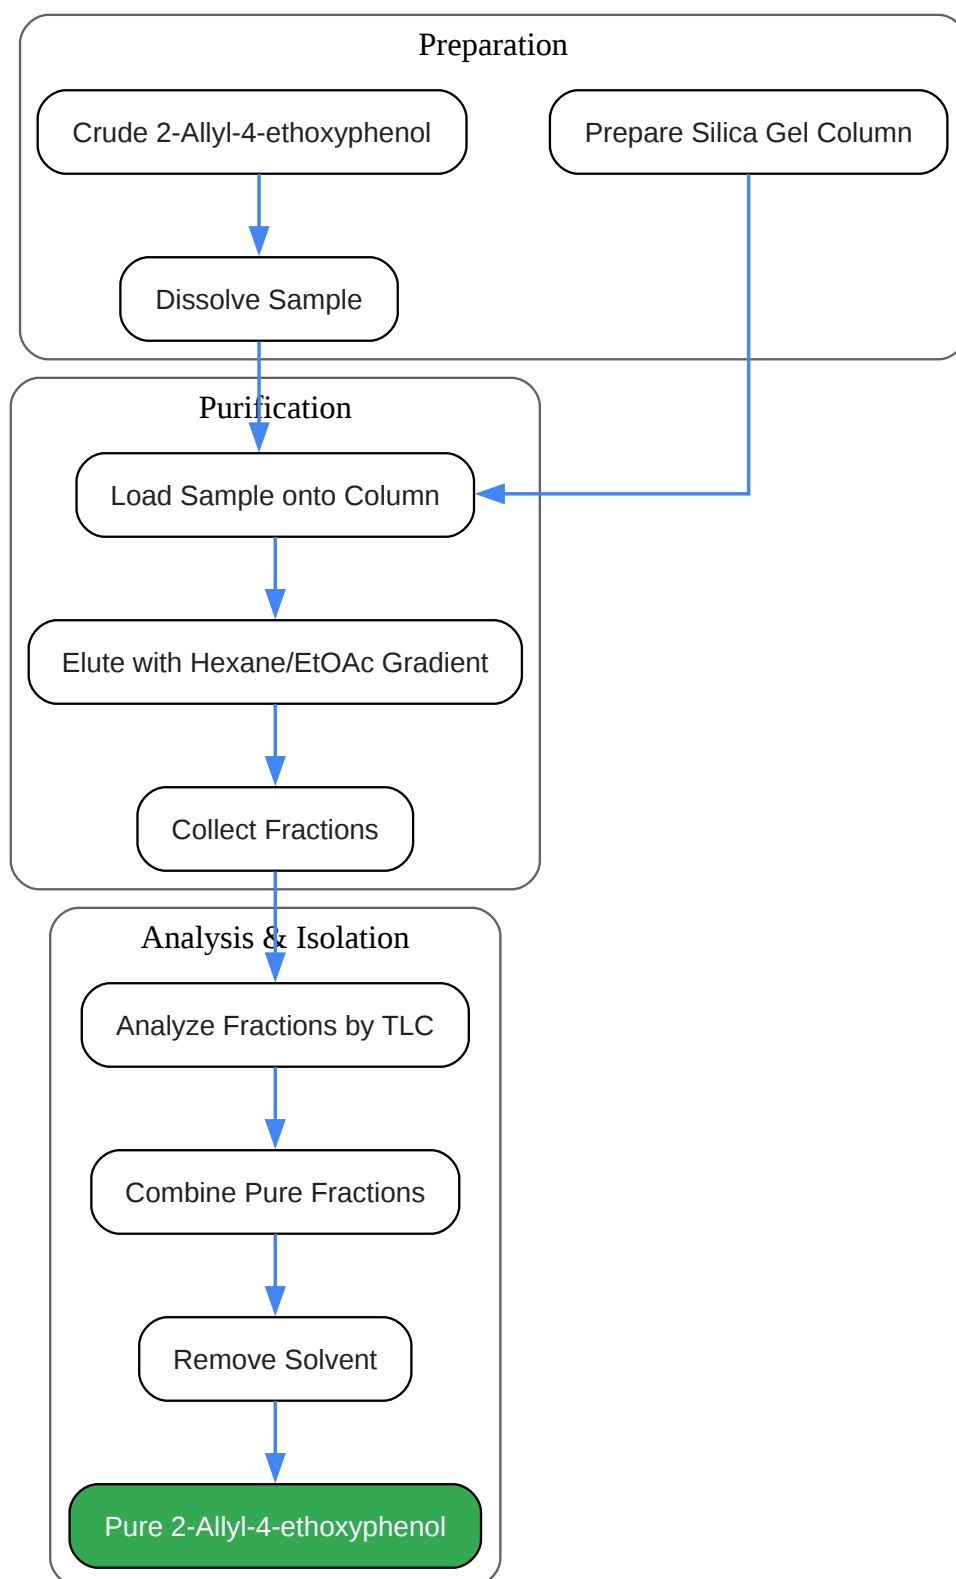 Preparation
Crude 2-Allyl-4-ethoxyphenol
Prepare Silica Gel Column
Dissolve Sample
Purification
Load Sample onto Column
Elute with Hexane/EtOAc Gradient
Collect Fractions
Analysis & Isolation
Analyze Fractions by TLC
Combine Pure Fractions
Remove Solvent
Pure 2-Allyl-4-ethoxyphenol